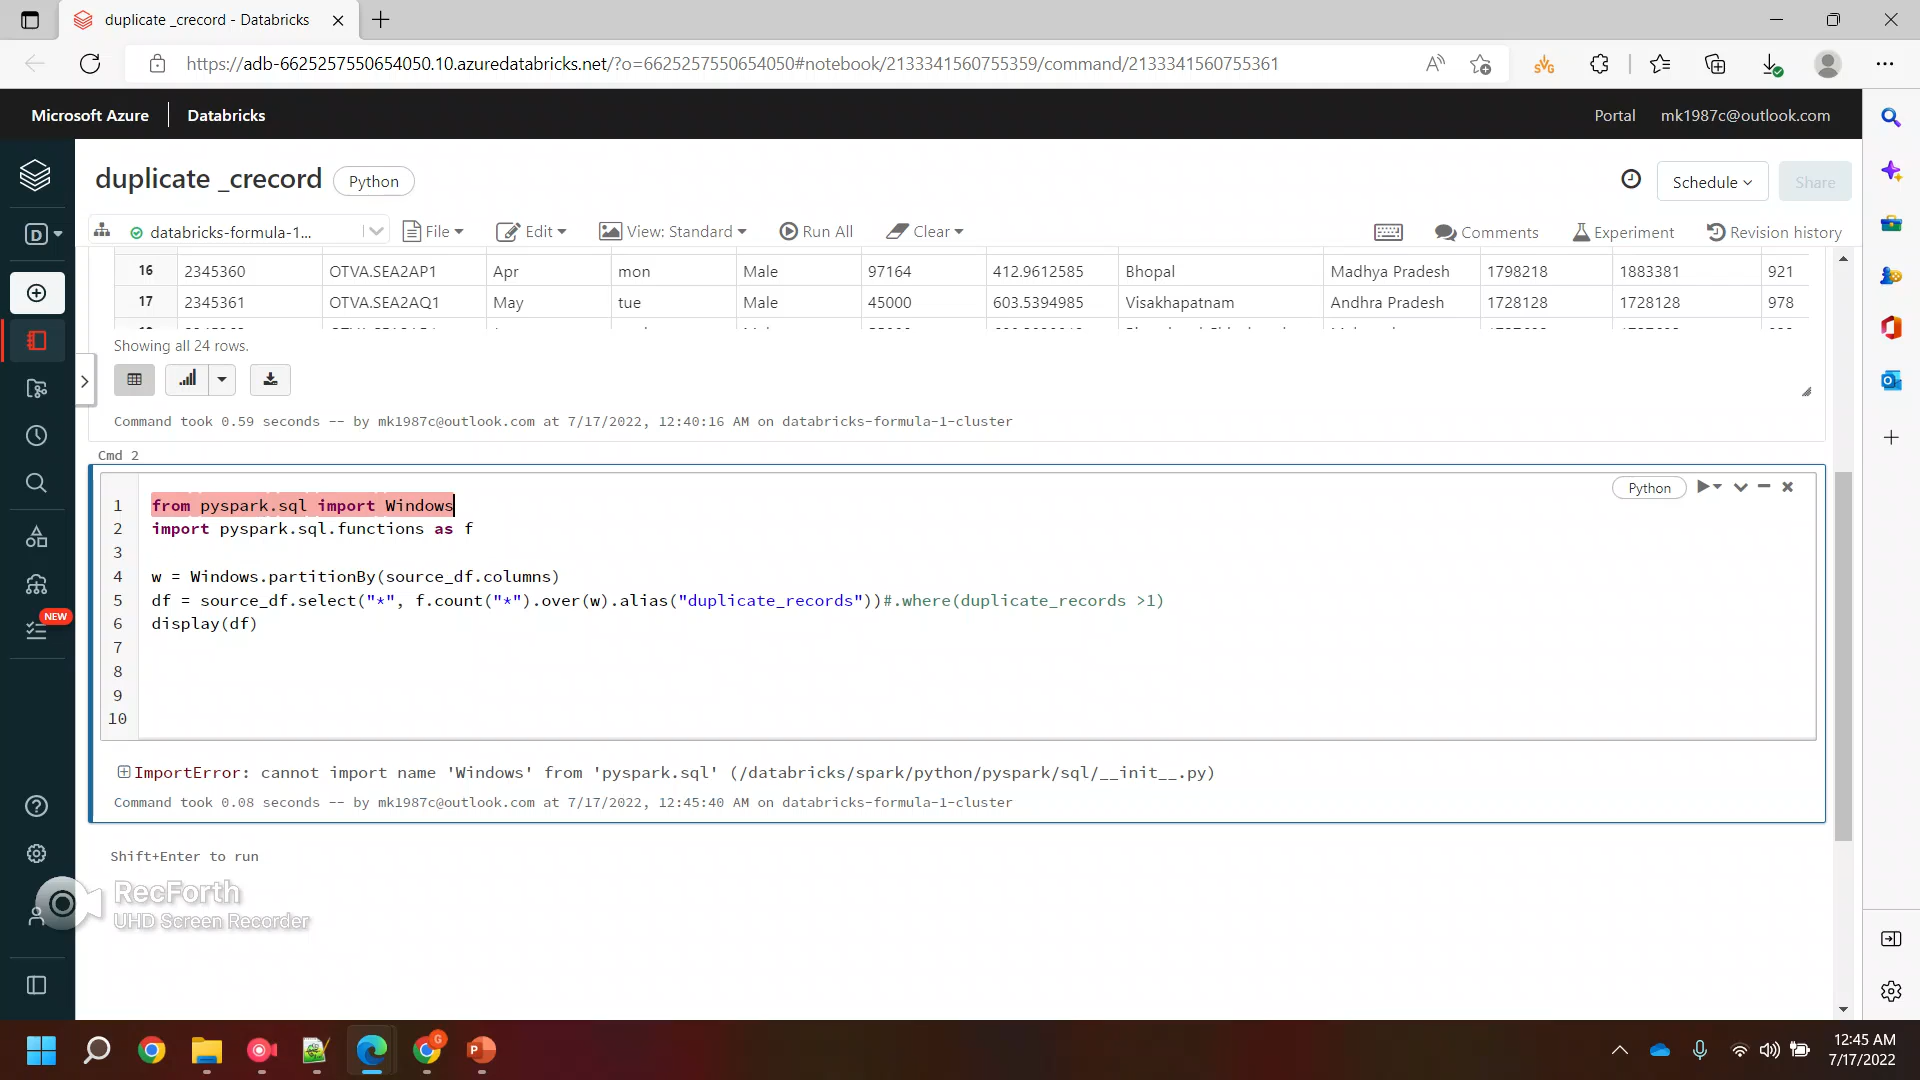 duplicate _crecord - Databricks
https://adb-6625257550654050.10.azuredatabricks.net/?o=6625257550654050#notebook/2133341560755359/command/2133341560755361
Microsoft Azure Databricks Portal mk1987c@outlook.com
duplicate _crecord Python Schedule Share
databricks-formula-1... File Edit View: Standard Run All Clear Comments Experiment Revision history
16 2345360 OTVA.SEA2AP1 Apr mon Male 97164 412.9612585 Bhopal Madhya Pradesh 1798218 1883381 921
17 2345361 OTVA.SEA2AQ1 May tue Male 45000 603.5394985 Visakhapatnam Andhra Pradesh 1728128 1728128 978
Showing all 24 rows.
Command took 0.59 seconds -- by mk1987c@outlook.com at 7/17/2022, 12:40:16 AM on databricks-formula-1-cluster
Cmd 2
Python
1 from pyspark.sql import Windows
2 import pyspark.sql.functions as f
3
4 w = Windows.partitionBy(source_df.columns)
5 df = source_df.select("*", f.count("*").over(w).alias("duplicate_records"))#.where(duplicate_records >1)
6 display(df)
7
8
9
10
ImportError: cannot import name 'Windows' from 'pyspark.sql' (/databricks/spark/python/pyspark/sql/__init__.py)
Command took 0.08 seconds -- by mk1987c@outlook.com at 7/17/2022, 12:45:40 AM on databricks-formula-1-cluster
Shift+Enter to run
NEW
RecForth
UHD Screen Recorder
12:45 AM
7/17/2022